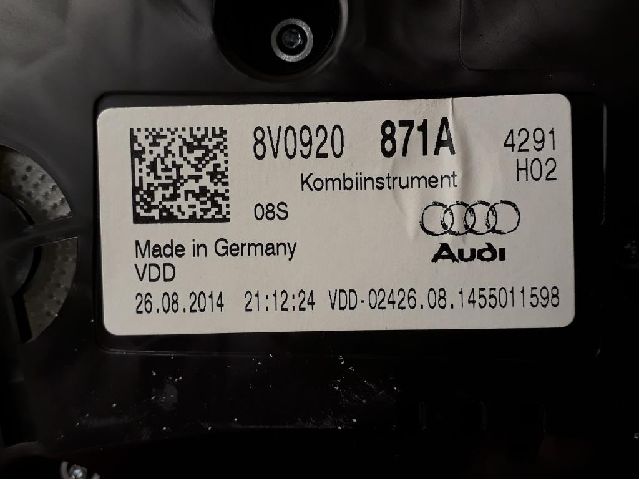 8V0920 871A 4291
Kombiinstrument H02
08S
Audi
Made in Germany
VDD
26.08.2014 21:12:24 VDD-02426.08.1455011598